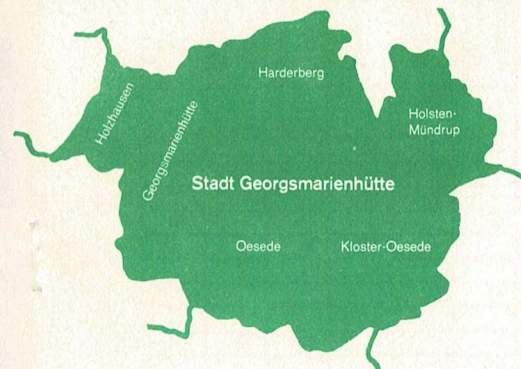 Harderberg
Holzhausen
Georgsmarienhütte
Holsten-
Mündrup
Stadt Georgsmarienhütte
Oesede
Kloster-Oesede